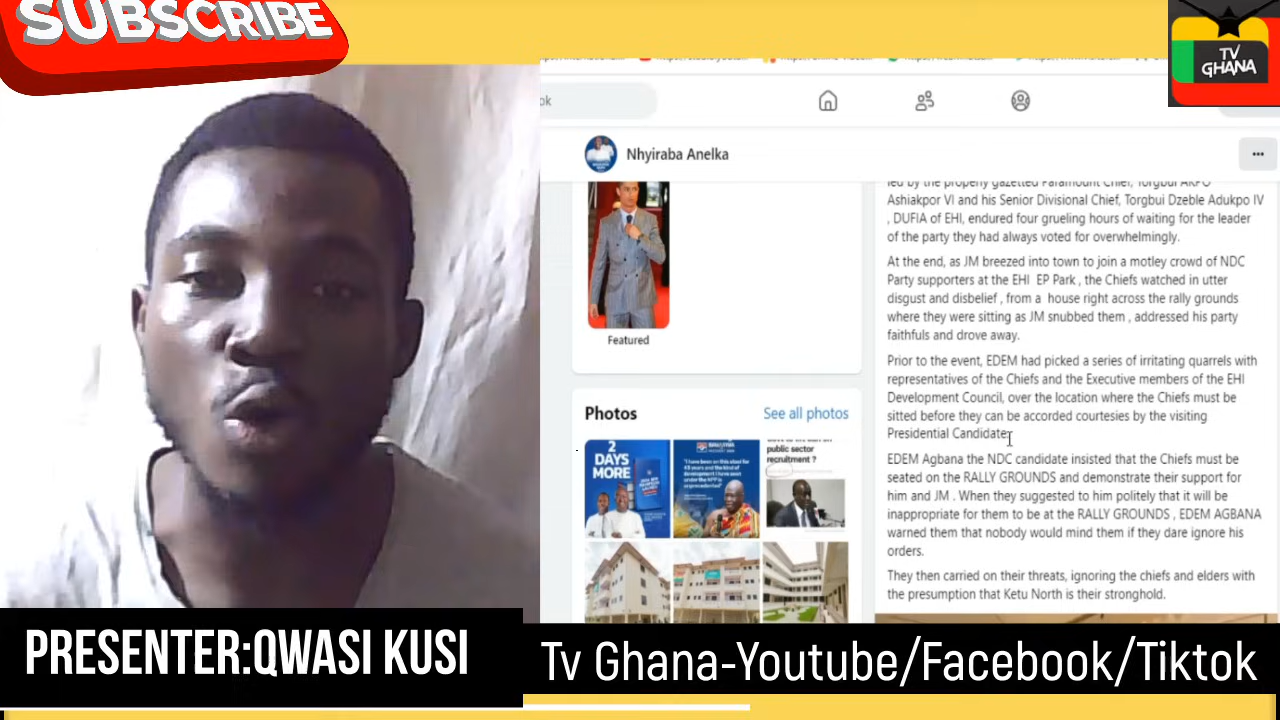 SUBSCRIBE
TV
GHANA
ok
Nhyiraba Anelka
led by the properly gazetted Paramount Chief, Torgbui AKPO
Ashiakpor VI and his Senior Divisional Chief, Torgbui Dzeble Adukpo IV
, DUFIA of EHI, endured four grueling hours of waiting for the leader
of the party they had always voted for overwhelmingly.
At the end, as JM breezed into town to join a motley crowd of NDC
Party supporters at the EHI EP Park , the Chiefs watched in utter
disgust and disbelief , from a house right across the rally grounds
where they were sitting as JM snubbed them , addressed his party
faithfuls and drove away.
Prior to the event, EDEM had picked a series of irritating quarrels with
representatives of the Chiefs and the Executive members of the EHI
Development Council, over the location where the Chiefs must be
sitted before they can be accorded courtesies by the visiting
Presidential Candidate.
EDEM Agbana the NDC candidate insisted that the Chiefs must be
seated on the RALLY GROUNDS and demonstrate their support for
him and JM . When they suggested to him politely that it will be
inappropriate for them to be at the RALLY GROUNDS , EDEM AGBANA
warned them that nobody would mind them if they dare ignore his
orders.
They then carried on their threats, ignoring the chiefs and elders with
the presumption that Ketu North is their stronghold.
Featured
Photos
See all photos
2
DAYS
MORE
public sector
recruitment ?
PRESENTER:QWASI KUSI
Tv Ghana-Youtube/Facebook/Tiktok